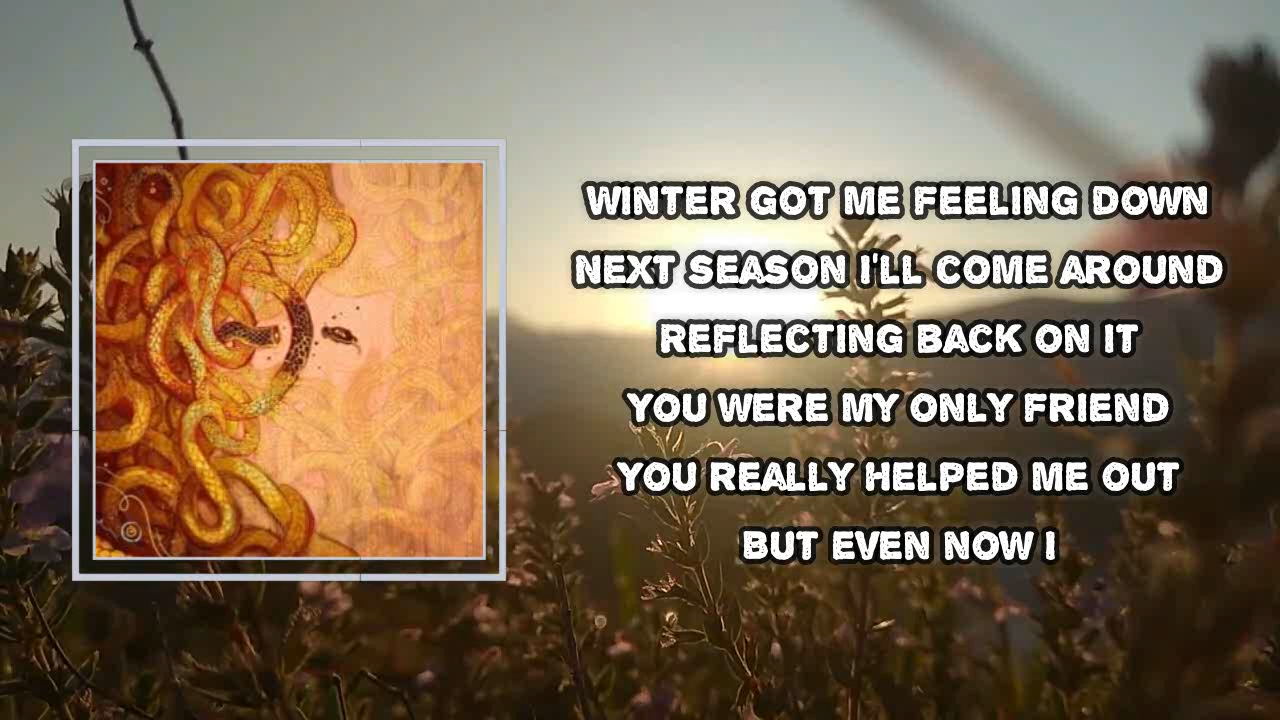 WINTER GOT ME FEELING DOWN
NEXT SEASON I'LL COME AROUND
REFLECTING BACK ON IT
YOU WERE MY ONLY FRIEND
YOU REALLY HELPED ME OUT
BUT EVEN NOW I